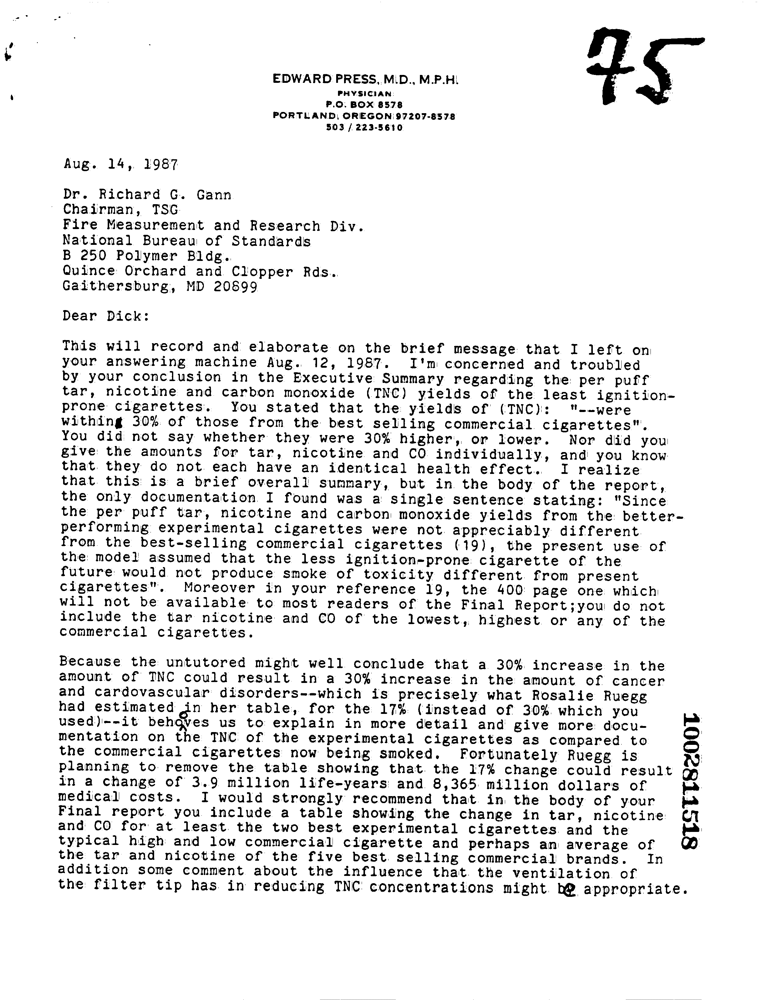 75
EDWARD PRESS, M.D., M.P.H.
PHYSICIAN
P.O. BOX 8578
PORTLAND, OREGON 97207-8578
503 / 223-5610
Aug. 14, 1987
Dr. Richard G. Gann
Chairman, TSG
Fire Measurement and Research Div.
National Bureau of Standards
B 250 Polymer Bldg.
Quince Orchard and Clopper Rds.
Gaithersburg, MD 20899
Dear Dick:
This will record and elaborate on the brief message that I left on
your answering machine Aug. 12, 1987. I'm concerned and troubled
by your conclusion in the Executive Summary regarding the per puff
tar, nicotine and carbon monoxide (TNC) yields of the least ignition-
prone cigarettes. You stated that the yields of (TNC): "--were
within 30% of those from the best selling commercial cigarettes".
You did not say whether they were 30% higher, or lower. Nor did you
give the amounts for tar, nicotine and CO individually, and you know
that they do not each have an identical health effect. I realize
that this is a brief overall summary, but in the body of the report,
the only documentation I found was a single sentence stating: "Since
the per puff tar, nicotine and carbon monoxide yields from the better-
performing experimental cigarettes were not appreciably different
from the best-selling commercial cigarettes (19), the present use of
the model assumed that the less ignition-prone cigarette of the
future would not produce smoke of toxicity different from present
cigarettes". Moreover in your reference 19, the 400 page one which
will not be available to most readers of the Final Report;you do not
include the tar nicotine and CO of the lowest, highest or any of the
commercial cigarettes.
Because the untutored might well conclude that a 30% increase in the
amount of TNC could result in a 30% increase in the amount of cancer
and cardovascular disorders--which is precisely what Rosalie Ruegg
had estimated in her table, for the 17% (instead of 30% which you
used)--it behooves us to explain in more detail and give more docu-
mentation on the TNC of the experimental cigarettes as compared to
the commercial cigarettes now being smoked. Fortunately Ruegg is
planning to remove the table showing that the 17% change could result
in a change of 3.9 million life-years and 8,365 million dollars of
medical costs. I would strongly recommend that in the body of your
Final report you include a table showing the change in tar, nicotine
and CO for at least the two best experimental cigarettes and the
typical high and low commercial cigarette and perhaps an average of
the tar and nicotine of the five best selling commercial brands. In
addition some comment about the influence that the ventilation of
the filter tip has in reducing TNC concentrations might be appropriate.
1002811518